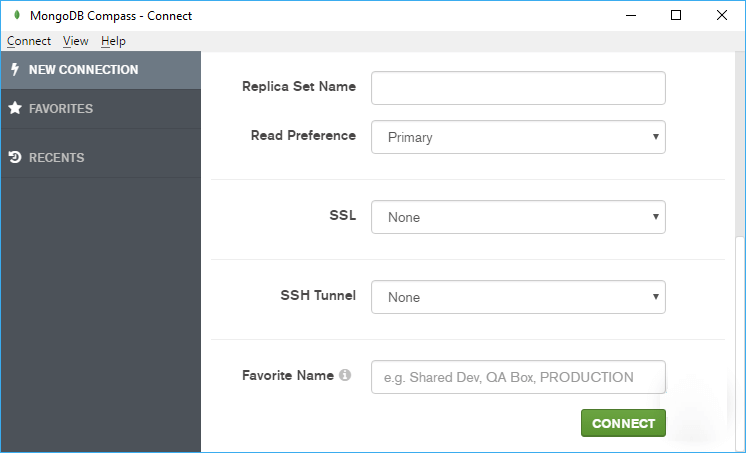 MongoDB Compass - Connect
Connect View Help
NEW CONNECTION
FAVORITES
RECENTS
Replica Set Name
Read Preference Primary
SSL None
SSH Tunnel None
Favorite Name e.g. Shared Dev, QA Box, PRODUCTION
CONNECT